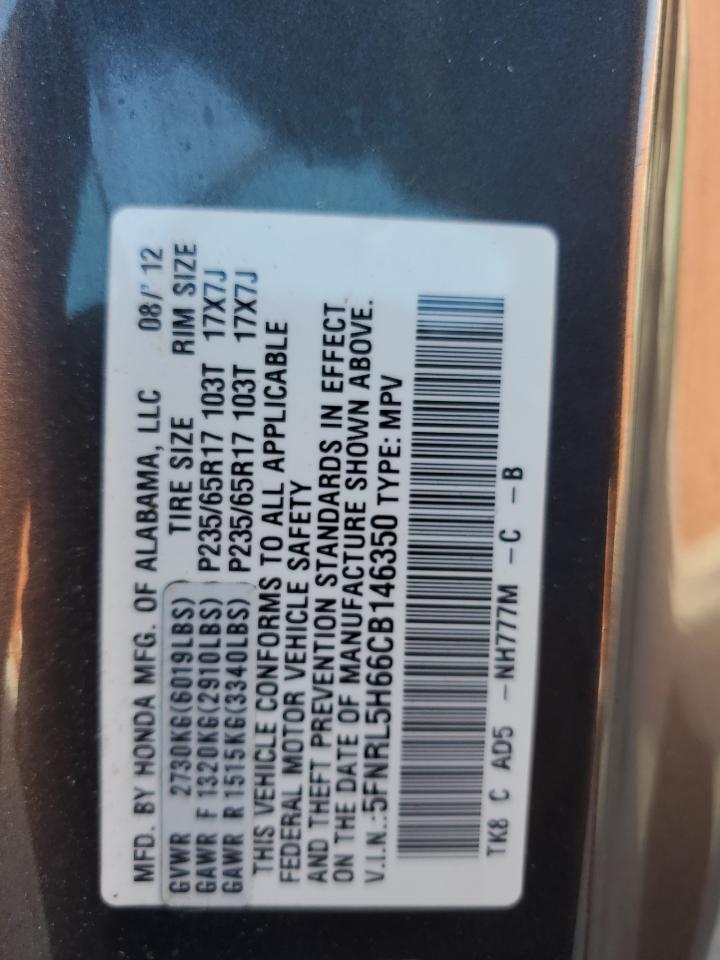 MFD. BY HONDA MFG. OF ALABAMA, LLC 08/12
GVWR 2730KG(6019LBS) TIRE SIZE RIM SIZE
GAWR F 1320KG(2910LBS) P235/65R17 103T 17X7J
GAWR R 1515KG(3340LBS) P235/65R17 103T 17X7J
THIS VEHICLE CONFORMS TO ALL APPLICABLE
FEDERAL MOTOR VEHICLE SAFETY
AND THEFT PREVENTION STANDARDS IN EFFECT
ON THE DATE OF MANUFACTURE SHOWN ABOVE.
V.I.N.:5FNRL5H66CB146350 TYPE: MPV
TK8 C AD5 -NH777M -C -B